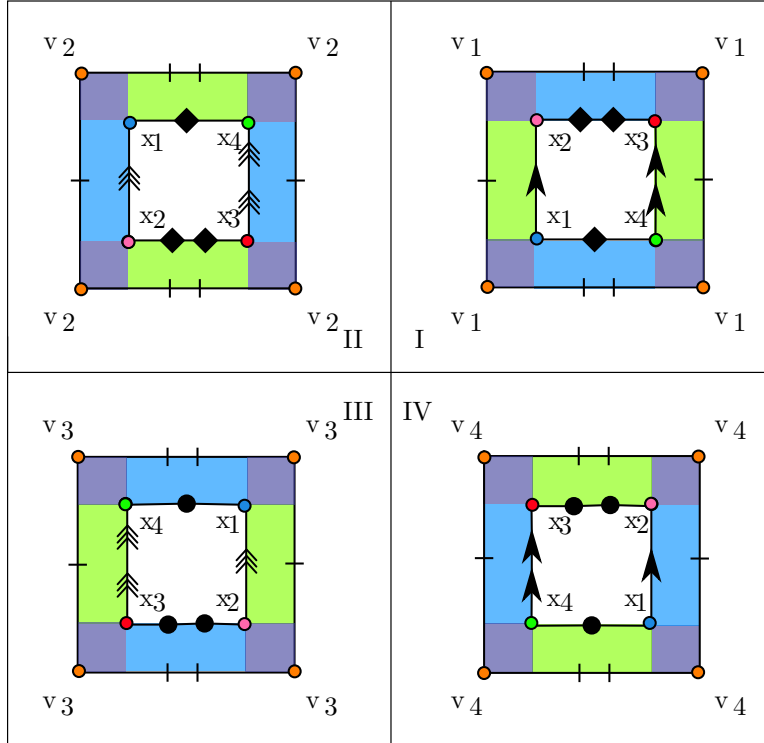 v2 v2 v1 v1
x1 x4 x2 x3
x2 x3 x1 x4
v2 v2 v1 v1
II I
III IV
v3 v3 v4 v4
x4 x1 x3 x2
x3 x2 x4 x1
v3 v3 v4 v4